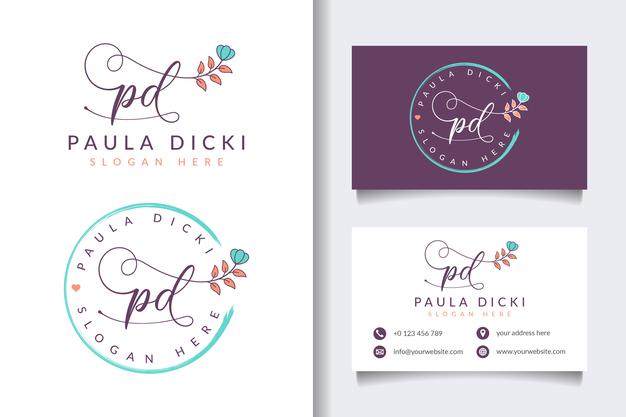 pd
PAULA DICKI
SLOGAN HERE
PAULA DICKI
pd
SLOGAN HERE
PAULA DICKI
pd
SLOGAN HERE
pd
PAULA DICKI
SLOGAN HERE
+0 123 456 789
your address here
info@yourwebsite.com
www.yourwebsite.com